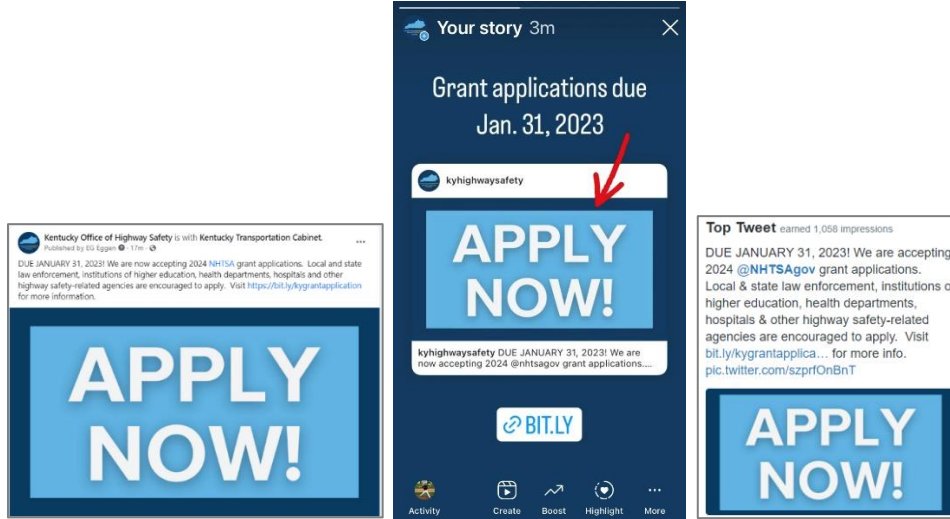 Kentucky Office of Highway Safety is with Kentucky Transportation Cabinet.
Published by EG Eggen · 17m ·
DUE JANUARY 31, 2023! We are now accepting 2024 NHTSA grant applications. Local and state
law enforcement, institutions of higher education, health departments, hospitals and other
highway safety-related agencies are encouraged to apply. Visit https://bit.ly/kygrantapplication
for more information.
APPLY
NOW!
Your story 3m
Grant applications due
Jan. 31, 2023
kyhighwaysafety
APPLY
NOW!
kyhighwaysafety DUE JANUARY 31, 2023! We are
now accepting 2024 @nhtsagov grant applications....
BIT.LY
Activity
Create
Boost
Highlight
More
Top Tweet earned 1,058 impressions
DUE JANUARY 31, 2023! We are accepting
2024 @NHTSAgov grant applications.
Local & state law enforcement, institutions o
higher education, health departments,
hospitals & other highway safety-related
agencies are encouraged to apply. Visit
bit.ly/kygrantapplica… for more info.
pic.twitter.com/szprfOnBnT
APPLY
NOW!